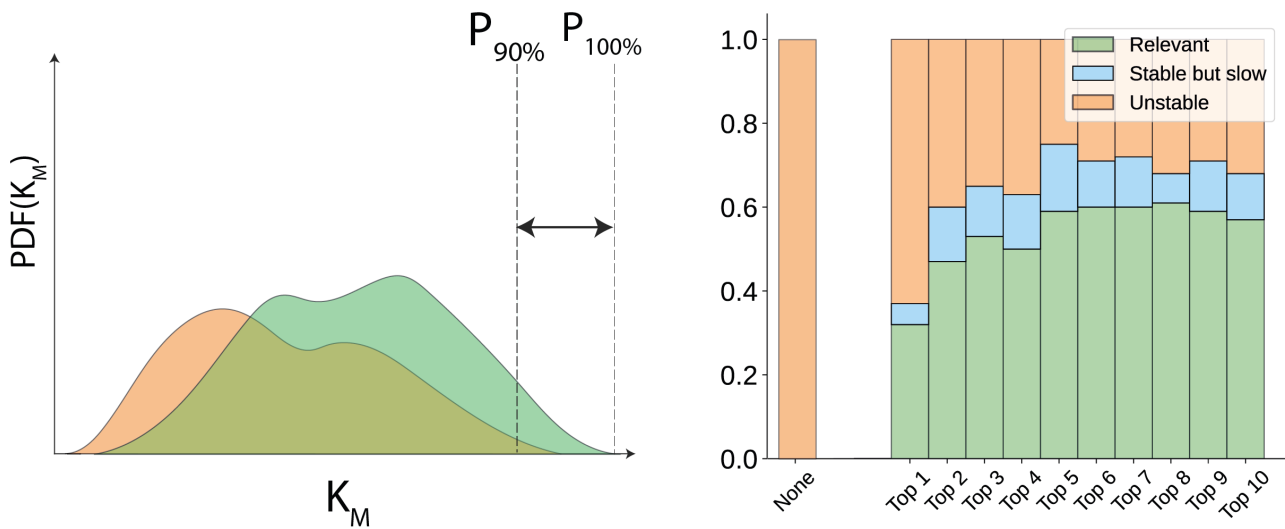 P90% P100%
PDF(KM)
KM
1.0
0.8
0.6
0.4
0.2
0.0
Relevant
Stable but slow
Unstable
None
Top 1
Top 2
Top 3
Top 4
Top 5
Top 6
Top 7
Top 8
Top 9
Top 10